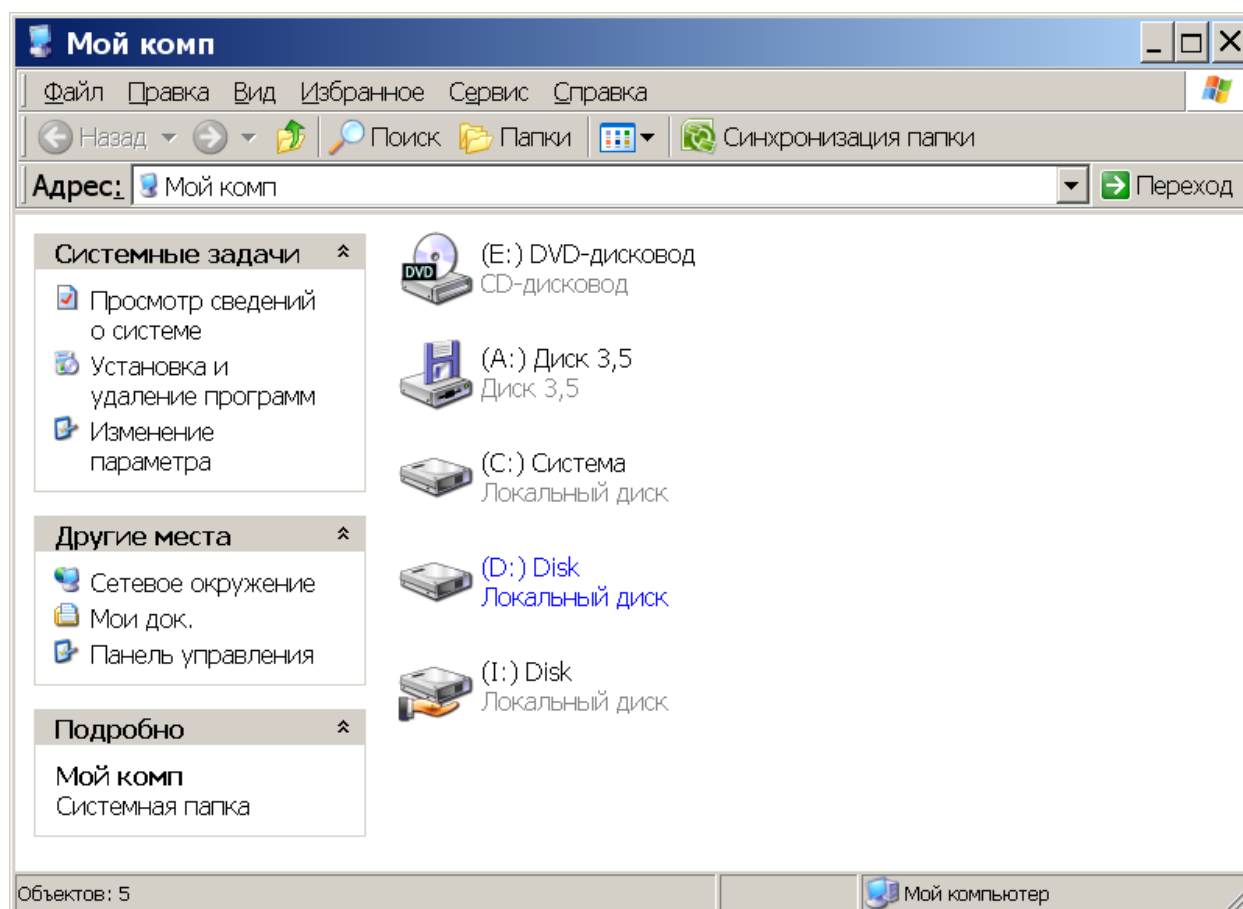 Мой комп
Файл Правка Вид Избранное Сервис Справка
Назад Поиск Папки Синхронизация папки
Адрес: Мой комп Переход
Системные задачи
Просмотр сведений
о системе
Установка и
удаление программ
Изменение
параметра
Другие места
Сетевое окружение
Мои док.
Панель управления
Подробно
Мой комп
Системная папка
(E:) DVD-дисковод
CD-дисковод
DVD
(A:) Диск 3,5
Диск 3,5
(C:) Система
Локальный диск
(D:) Disk
Локальный диск
(I:) Disk
Локальный диск
Объектов: 5
Мой компьютер